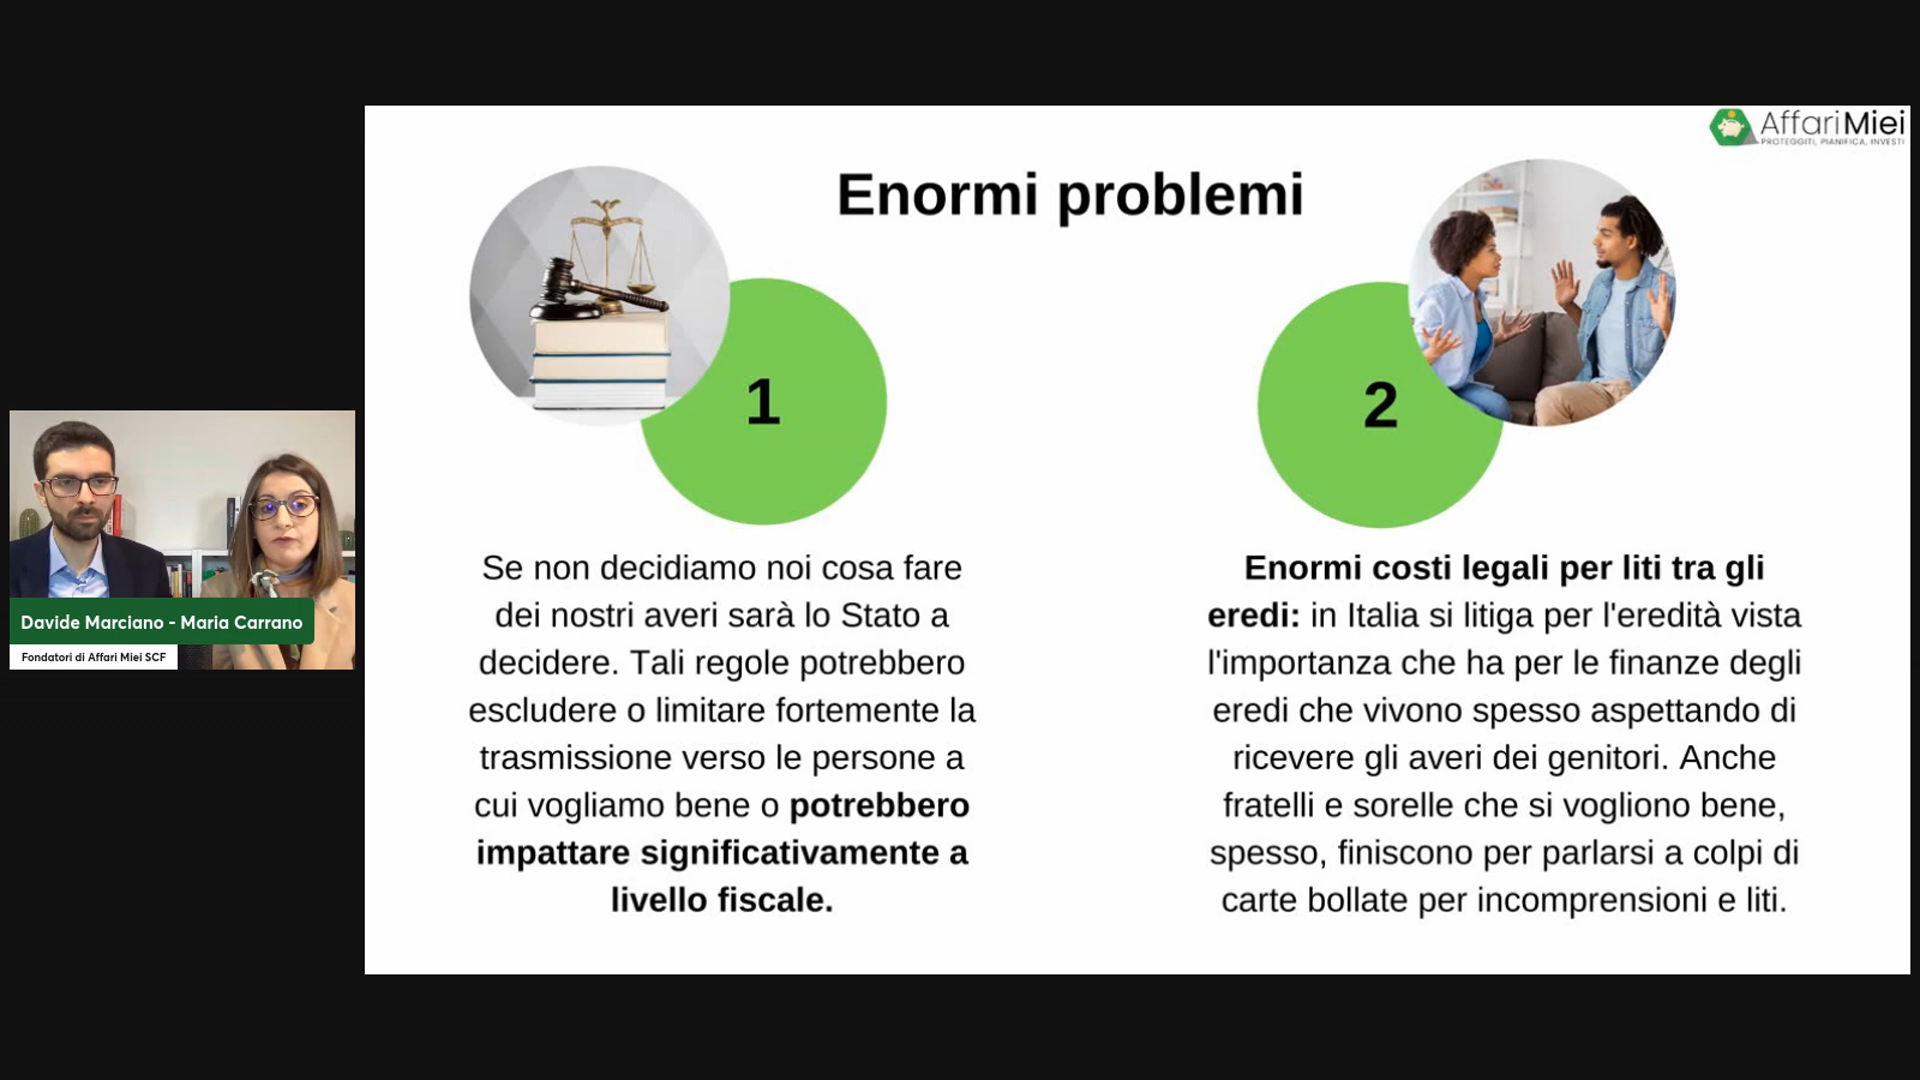 AffariMiei
PROTEGGITI, PIANIFICA, INVESTI
Enormi problemi
1
2
Se non decidiamo noi cosa fare
dei nostri averi sarà lo Stato a
decidere. Tali regole potrebbero
escludere o limitare fortemente la
trasmissione verso le persone a
cui vogliamo bene o potrebbero
impattare significativamente a
livello fiscale.
Enormi costi legali per liti tra gli
eredi: in Italia si litiga per l'eredità vista
l'importanza che ha per le finanze degli
eredi che vivono spesso aspettando di
ricevere gli averi dei genitori. Anche
fratelli e sorelle che si vogliono bene,
spesso, finiscono per parlarsi a colpi di
carte bollate per incomprensioni e liti.
Davide Marciano - Maria Carrano
Fondatori di Affari Miei SCF